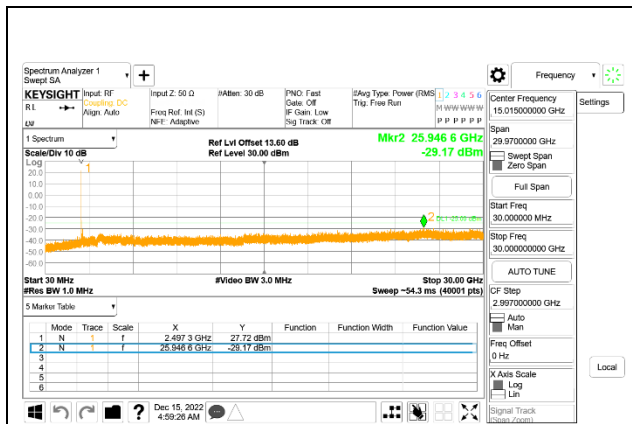 Spectrum Analyzer 1
Swept SA
+
Frequency
KEYSIGHT
Input: RF
Input Z: 50 Ω
#Atten: 30 dB
PNO: Fast
#Avg Type: Power (RMS
1 2 3 4 5 6
R L
Coupling: DC
Gate: Off
Trig: Free Run
Align: Auto
Freq Ref: Int (S)
IF Gain: Low
M W W W W W
NFE: Adaptive
Sig Track: Off
P P P P P P
1 Spectrum
Ref Lvl Offset 13.60 dB
Mkr2 25.946 6 GHz
Scale/Div 10 dB
Ref Level 30.00 dBm
-29.17 dBm
Log
1
20.0
10.0
0.00
-10.0
-20.0
2
-30.0
-40.0
-50.0
-60.0
Start 30 MHz
#Video BW 3.0 MHz
Stop 30.00 GHz
#Res BW 1.0 MHz
Sweep ~54.3 ms (40001 pts)
5 Marker Table
Mode Trace Scale X Y Function Function Width Function Value
1 N 1 f 2.497 3 GHz 27.72 dBm
2 N 1 f 25.946 6 GHz -29.17 dBm
3
4
5
6
?
Dec 15, 2022
4:59:26 AM
Center Frequency
15.015000000 GHz
Settings
Span
29.9700000 GHz
Swept Span
Zero Span
Full Span
Start Freq
30.000000 MHz
Stop Freq
30.000000000 GHz
AUTO TUNE
CF Step
2.997000000 GHz
Auto
Man
Freq Offset
0 Hz
Local
X Axis Scale
Log
Lin
Signal Track
(Span Zoom)